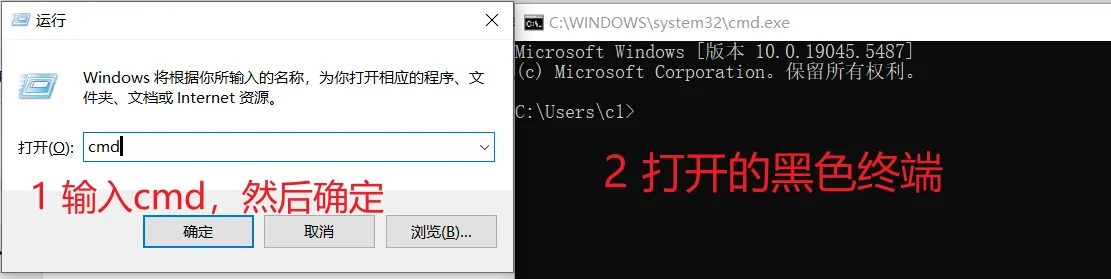 运行
Windows 将根据你所输入的名称，为你打开相应的程序、文
件夹、文档或 Internet 资源。
打开(O):
cmd
1 输入cmd，然后确定
确定
取消
浏览(B)...
C:\WINDOWS\system32\cmd.exe
Microsoft Windows [版本 10.0.19045.5487]
(c) Microsoft Corporation。保留所有权利。
C:\Users\cl>
2 打开的黑色终端